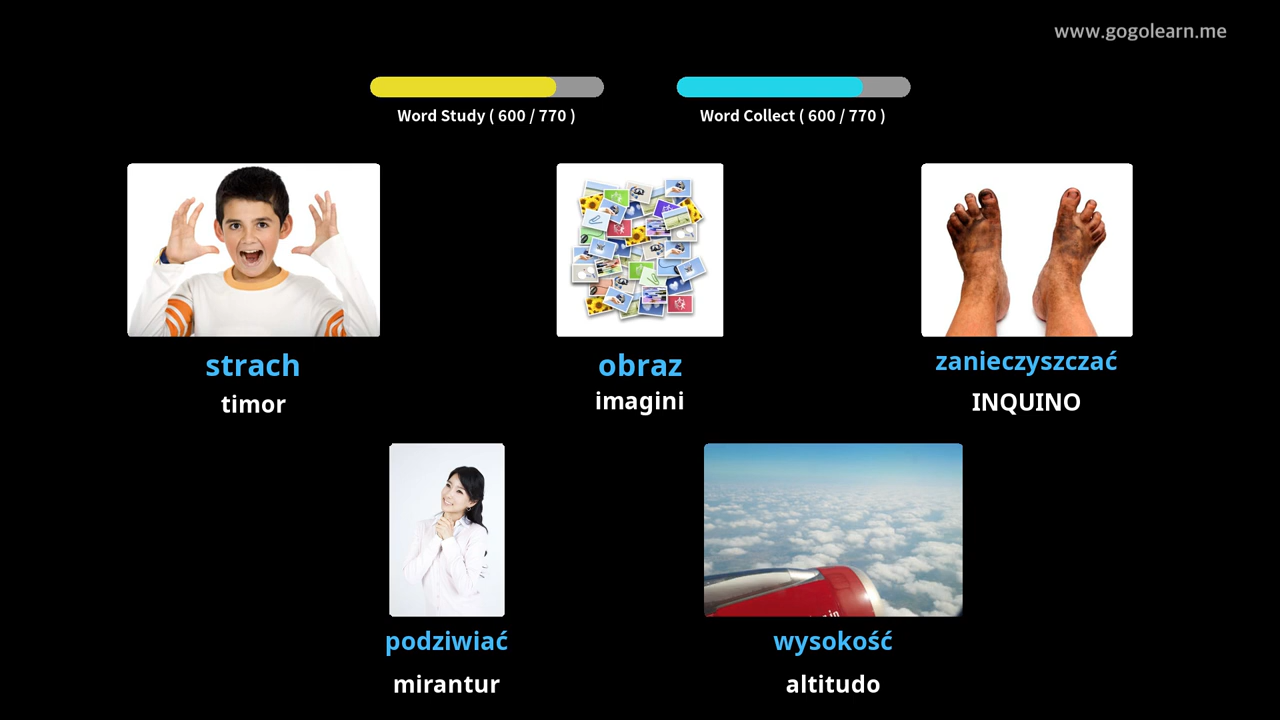 www.gogolearn.me
Word Study ( 600 / 770 )
Word Collect ( 600 / 770 )
strach
timor
obraz
imagini
zanieczyszczać
INQUINO
podziwiać
mirantur
wysokość
altitudo